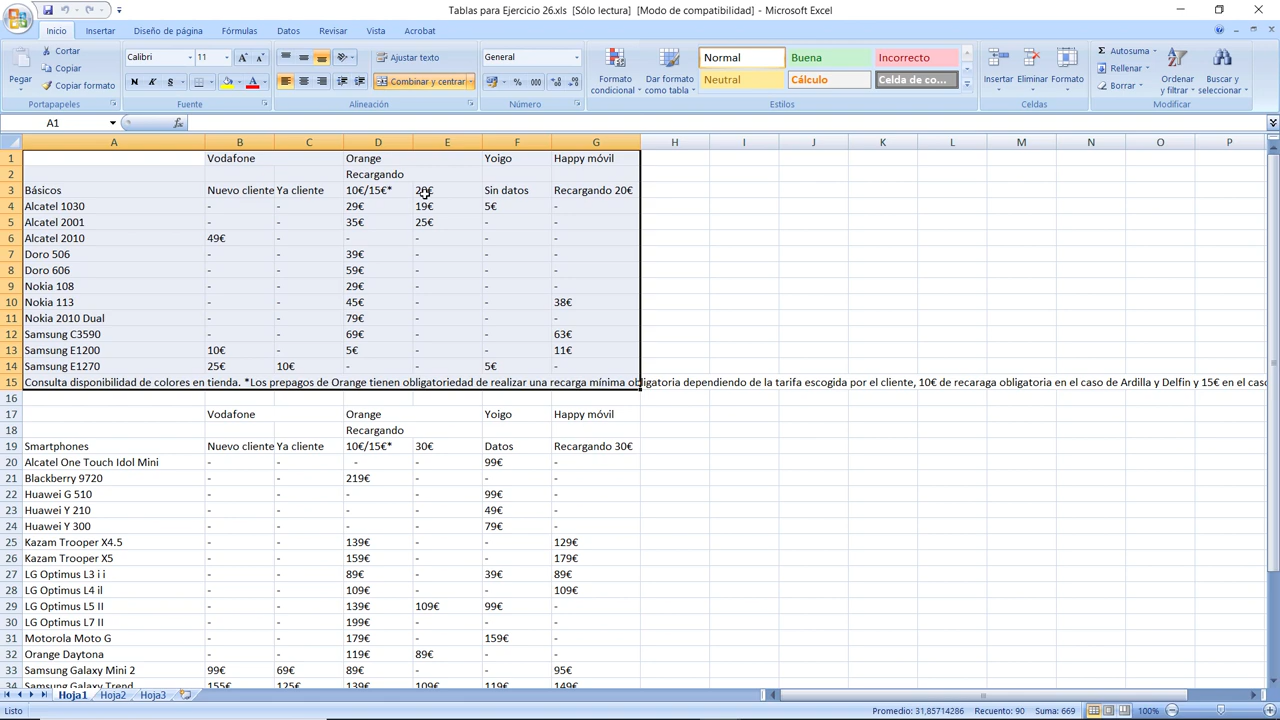 Tablas para Ejercicio 26.xls [Sólo lectura] [Modo de compatibilidad] - Microsoft Excel
Inicio Insertar Diseño de página Fórmulas Datos Revisar Vista Acrobat
Pegar Cortar Copiar Copiar formato Portapapeles
Calibri 11 N K S Fuente
Ajustar texto Combinar y centrar Alineación
General % 000 Número
Formato condicional Dar formato como tabla Normal Buena Incorrecto Neutral Cálculo Celda de co... Estilos
Insertar Eliminar Formato Celdas
Autosuma Rellenar Borrar Ordenar y filtrar Buscar y seleccionar Modificar
A1 fx
A B C D E F G H I J K L M N O P
1 Vodafone Orange Yoigo Happy móvil
2 Recargando
3 Básicos Nuevo cliente Ya cliente 10€/15€* 20€ Sin datos Recargando 20€
4 Alcatel 1030 - - 29€ 19€ 5€ -
5 Alcatel 2001 - - 35€ 25€ - -
6 Alcatel 2010 49€ - - - - -
7 Doro 506 - - 39€ - - -
8 Doro 606 - - 59€ - - -
9 Nokia 108 - - 29€ - - -
10 Nokia 113 - - 45€ - - 38€
11 Nokia 2010 Dual - - 79€ - - -
12 Samsung C3590 - - 69€ - - 63€
13 Samsung E1200 10€ - 5€ - - 11€
14 Samsung E1270 25€ 10€ - - 5€ -
15 Consulta disponibilidad de colores en tienda. *Los prepagos de Orange tienen obligatoriedad de realizar una recarga mínima obligatoria dependiendo de la tarifa escogida por el cliente, 10€ de recaraga obligatoria en el caso de Ardilla y Delfin y 15€ en el caso
16
17 Vodafone Orange Yoigo Happy móvil
18 Recargando
19 Smartphones Nuevo cliente Ya cliente 10€/15€* 30€ Datos Recargando 30€
20 Alcatel One Touch Idol Mini - - - - 99€ -
21 Blackberry 9720 - - 219€ - - -
22 Huawei G 510 - - - - 99€ -
23 Huawei Y 210 - - - - 49€ -
24 Huawei Y 300 - - - - 79€ -
25 Kazam Trooper X4.5 - - 139€ - - 129€
26 Kazam Trooper X5 - - 159€ - - 179€
27 LG Optimus L3 i i - - 89€ - 39€ 89€
28 LG Optimus L4 iI - - 109€ - - 109€
29 LG Optimus L5 II - - 139€ 109€ 99€ -
30 LG Optimus L7 II - - 199€ - - -
31 Motorola Moto G - - 179€ - 159€ -
32 Orange Daytona - - 119€ 89€ - -
33 Samsung Galaxy Mini 2 99€ 69€ 89€ - - 95€
34 Samsung Galaxy Trend 155€ 125€ 139€ 109€ 119€ 149€
Hoja1 Hoja2 Hoja3
Listo Promedio: 31,85714286 Recuento: 90 Suma: 669 100%